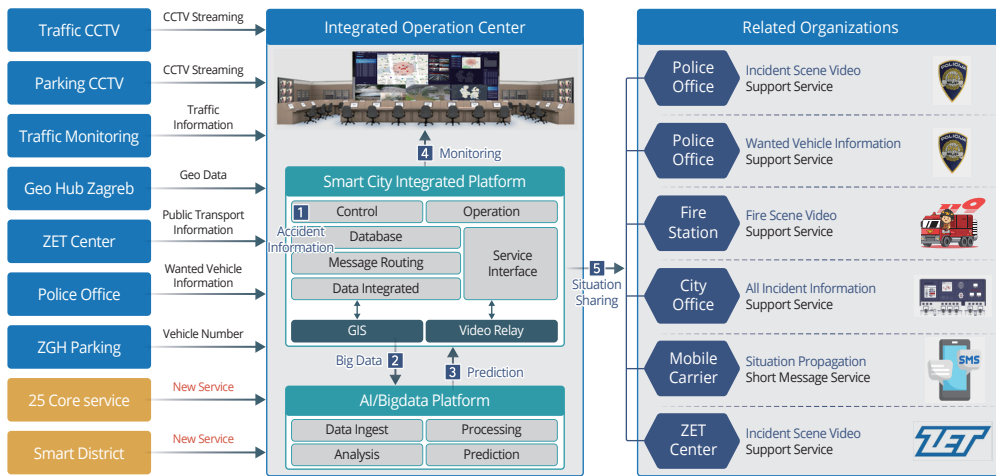 Traffic CCTV
CCTV Streaming
Parking CCTV
CCTV Streaming
Traffic Monitoring
Traffic
Information
Geo Hub Zagreb
Geo Data
ZET Center
Public Transport
Information
Police Office
Wanted Vehicle
Information
ZGH Parking
Vehicle Number
25 Core service
New Service
Smart District
New Service
Integrated Operation Center
4 Monitoring
Smart City Integrated Platform
1
Accident
Information
Control
Operation
Database
Message Routing
Data Integrated
Service
Interface
GIS
Video Relay
Big Data 2
3 Prediction
AI/Bigdata Platform
Data Ingest
Processing
Analysis
Prediction
5
Situation
Sharing
Related Organizations
Police
Office
Incident Scene Video
Support Service
POLICIJA
Police
Office
Wanted Vehicle Information
Support Service
POLICIJA
Fire
Station
Fire Scene Video
Support Service
City
Office
All Incident Information
Support Service
Mobile
Carrier
Situation Propagation
Short Message Service
SMS
ZET
Center
Incident Scene Video
Support Service
ZET